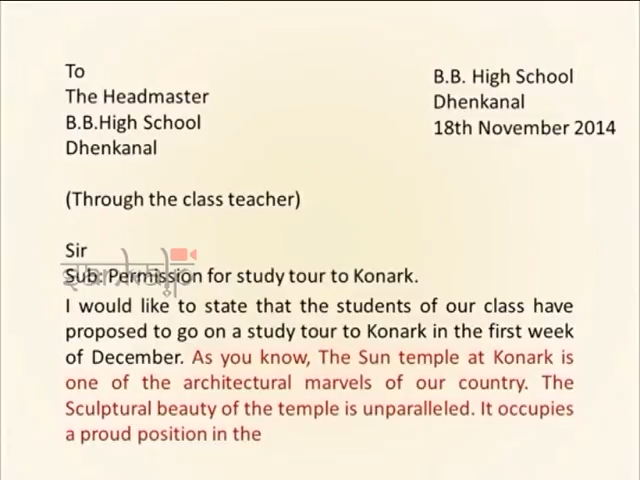 To
The Headmaster
B.B.High School
Dhenkanal
B.B. High School
Dhenkanal
18th November 2014
(Through the class teacher)
Sir
Sub: Permission for study tour to Konark.
I would like to state that the students of our class have
proposed to go on a study tour to Konark in the first week
of December. As you know, The Sun temple at Konark is
one of the architectural marvels of our country. The
Sculptural beauty of the temple is unparalleled. It occupies
a proud position in the